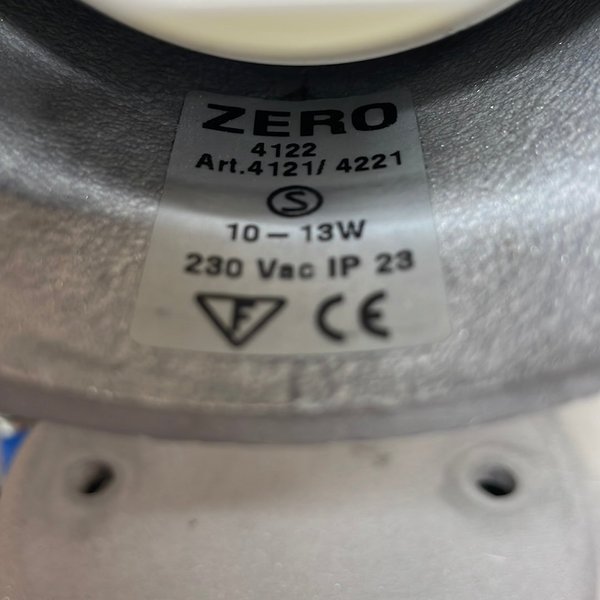 ZERO
4122
Art.4121/ 4221
S
10 – 13W
230 Vac IP 23
F CE